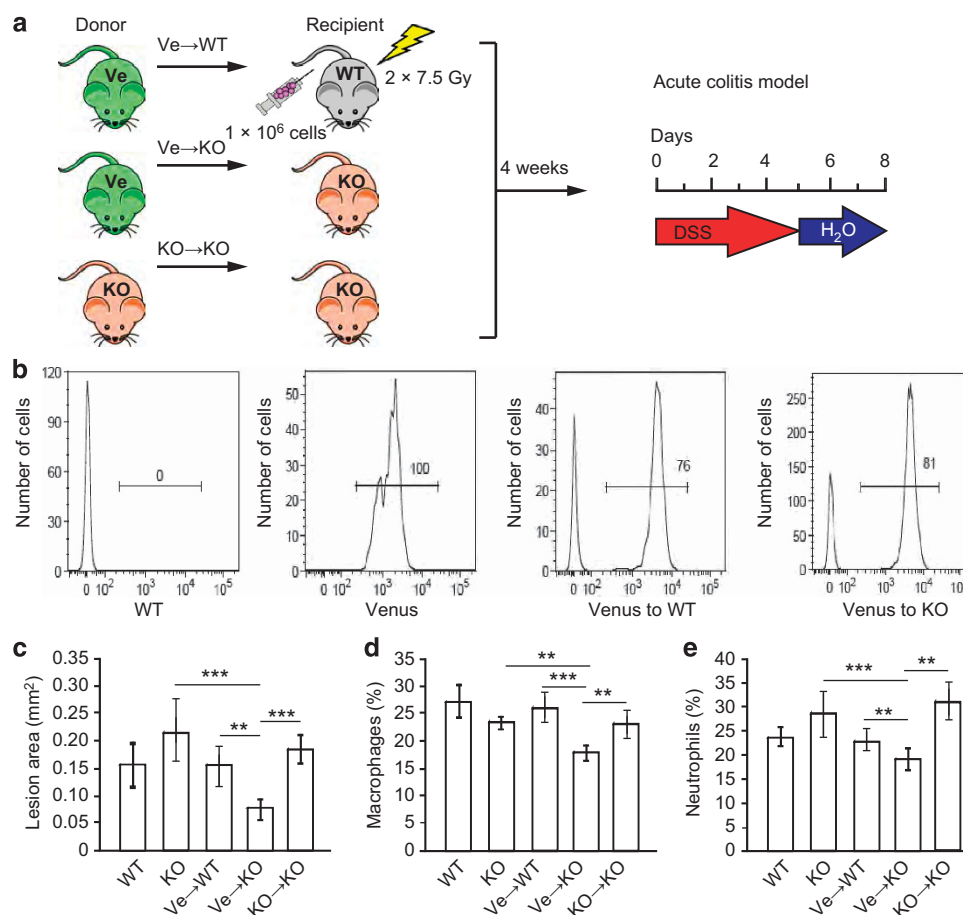 a
Donor
Recipient
Ve→WT
Ve
WT
2 × 7.5 Gy
1 × 10⁶ cells
Ve→KO
Ve
KO
KO→KO
KO
KO
4 weeks
Acute colitis model
Days
0 2 4 6 8
DSS
H₂O
b
Number of cells
120
90
60
30
0
0
0 10² 10³ 10⁴ 10⁵
WT
Number of cells
50
40
30
20
10
0
100
0 10² 10³ 10⁴ 10⁵
Venus
Number of cells
40
30
20
10
0
76
0 10² 10³ 10⁴ 10⁵
Venus to WT
Number of cells
250
200
150
100
50
0
81
0 10² 10³ 10⁴
Venus to KO
c
Lesion area (mm²)
0.35
0.30
0.25
0.20
0.15
0.10
0.05
0
***
** ***
WT KO Ve→WT Ve→KO KO→KO
d
Macrophages (%)
35
30
25
20
15
10
5
0
**
***
**
WT KO Ve→WT Ve→KO KO→KO
e
Neutrophils (%)
40
35
30
25
20
15
10
5
0
*** **
**
WT KO Ve→WT Ve→KO KO→KO